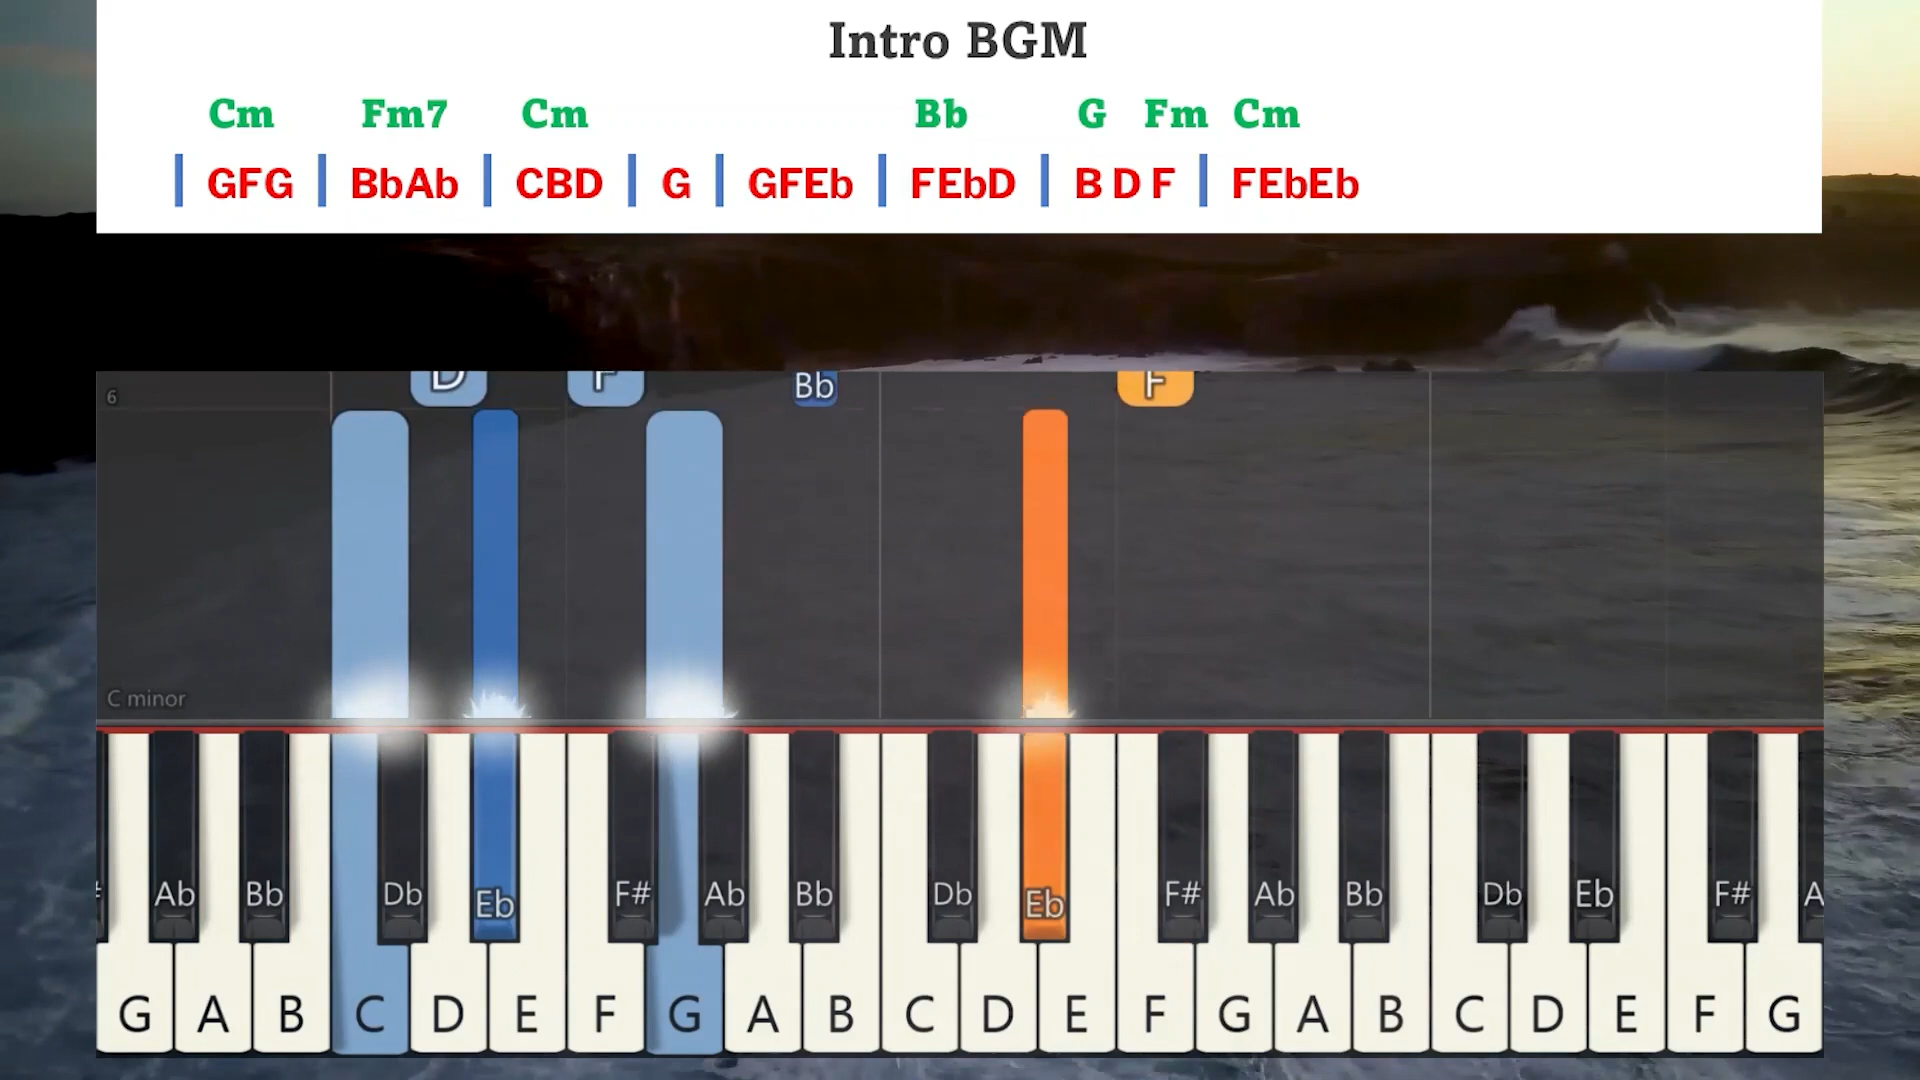 Intro BGM
Cm Fm7 Cm Bb G Fm Cm
| GFG | BbAb | CBD | G | GFEb | FEbD | B D F | FEbEb
D F Bb F
6
C minor
Ab Bb Db Eb F# Ab Bb Db Eb F# Ab Bb Db Eb F# A
G A B C D E F G A B C D E F G A B C D E F G